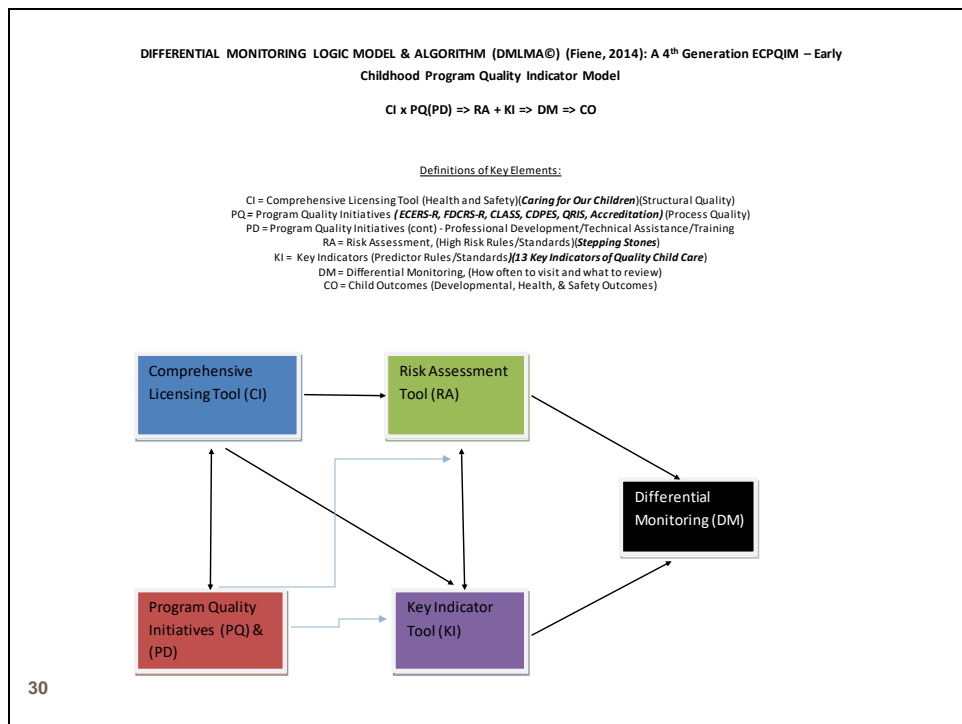 DIFFERENTIAL MONITORING LOGIC MODEL & ALGORITHM (DMLMA©) (Fiene, 2014): A 4th Generation ECPQIM – Early
Childhood Program Quality Indicator Model
CI x PQ(PD) => RA + KI => DM => CO
Definitions of Key Elements:
CI = Comprehensive Licensing Tool (Health and Safety)(Caring for Our Children)(Structural Quality)
PQ = Program Quality Initiatives ( ECERS-R, FDCRS-R, CLASS, CDPES, QRIS, Accreditation) (Process Quality)
PD = Program Quality Initiatives (cont) - Professional Development/Technical Assistance/Training
RA = Risk Assessment, (High Risk Rules/Standards)(Stepping Stones)
KI = Key Indicators (Predictor Rules/Standards)(13 Key Indicators of Quality Child Care)
DM = Differential Monitoring, (How often to visit and what to review)
CO = Child Outcomes (Developmental, Health, & Safety Outcomes)
Comprehensive
Licensing Tool (CI)
Risk Assessment
Tool (RA)
Differential
Monitoring (DM)
Program Quality
Initiatives (PQ) &
(PD)
Key Indicator
Tool (KI)
30